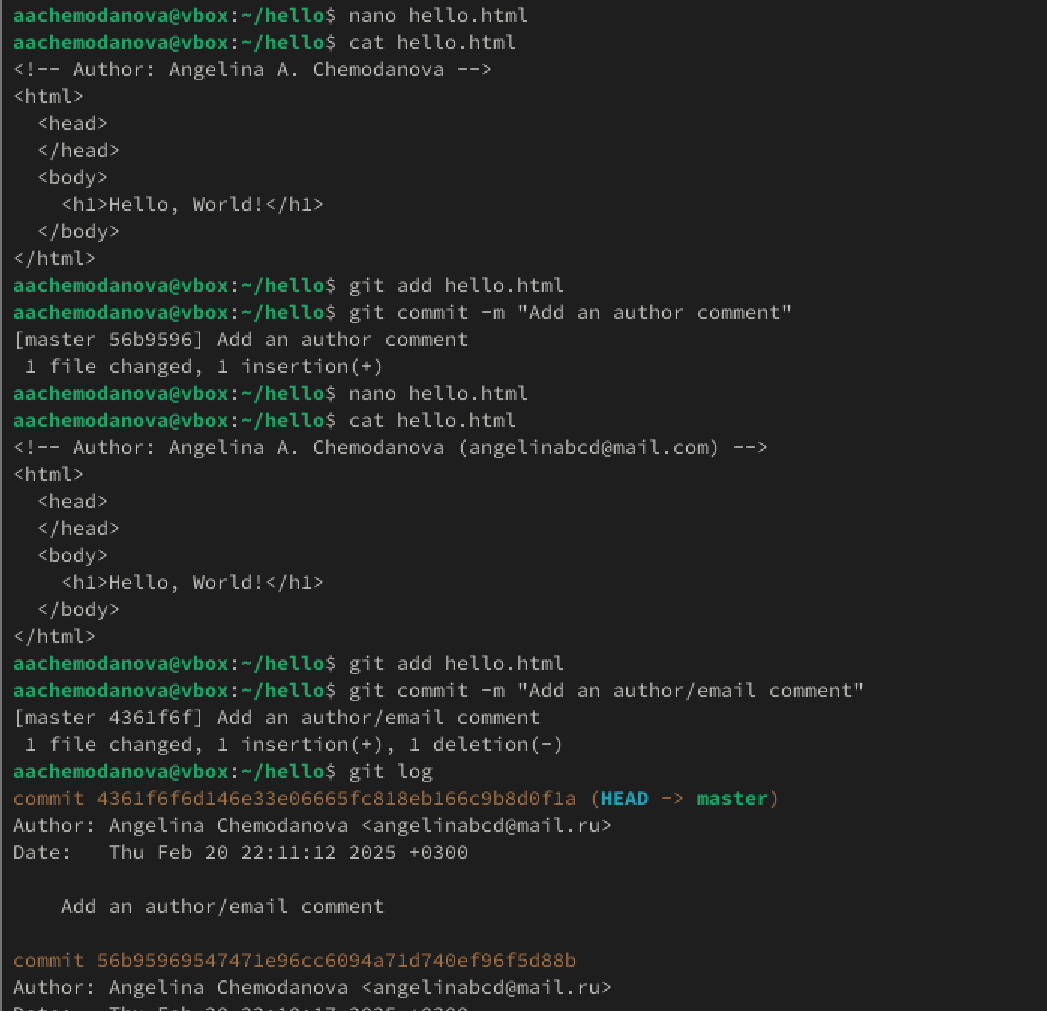 aachemodanova@vbox:~/hello$ nano hello.html
aachemodanova@vbox:~/hello$ cat hello.html
<!-- Author: Angelina A. Chemodanova -->
<html>
  <head>
  </head>
  <body>
    <h1>Hello, World!</h1>
  </body>
</html>
aachemodanova@vbox:~/hello$ git add hello.html
aachemodanova@vbox:~/hello$ git commit -m "Add an author comment"
[master 56b9596] Add an author comment
 1 file changed, 1 insertion(+)
aachemodanova@vbox:~/hello$ nano hello.html
aachemodanova@vbox:~/hello$ cat hello.html
<!-- Author: Angelina A. Chemodanova (angelinabcd@mail.com) -->
<html>
  <head>
  </head>
  <body>
    <h1>Hello, World!</h1>
  </body>
</html>
aachemodanova@vbox:~/hello$ git add hello.html
aachemodanova@vbox:~/hello$ git commit -m "Add an author/email comment"
[master 4361f6f] Add an author/email comment
 1 file changed, 1 insertion(+), 1 deletion(-)
aachemodanova@vbox:~/hello$ git log
commit 4361f6f6d146e33e06665fc818eb166c9b8d0f1a (HEAD -> master)
Author: Angelina Chemodanova <angelinabcd@mail.ru>
Date:   Thu Feb 20 22:11:12 2025 +0300

    Add an author/email comment

commit 56b95969547471e96cc6094a71d740ef96f5d88b
Author: Angelina Chemodanova <angelinabcd@mail.ru>